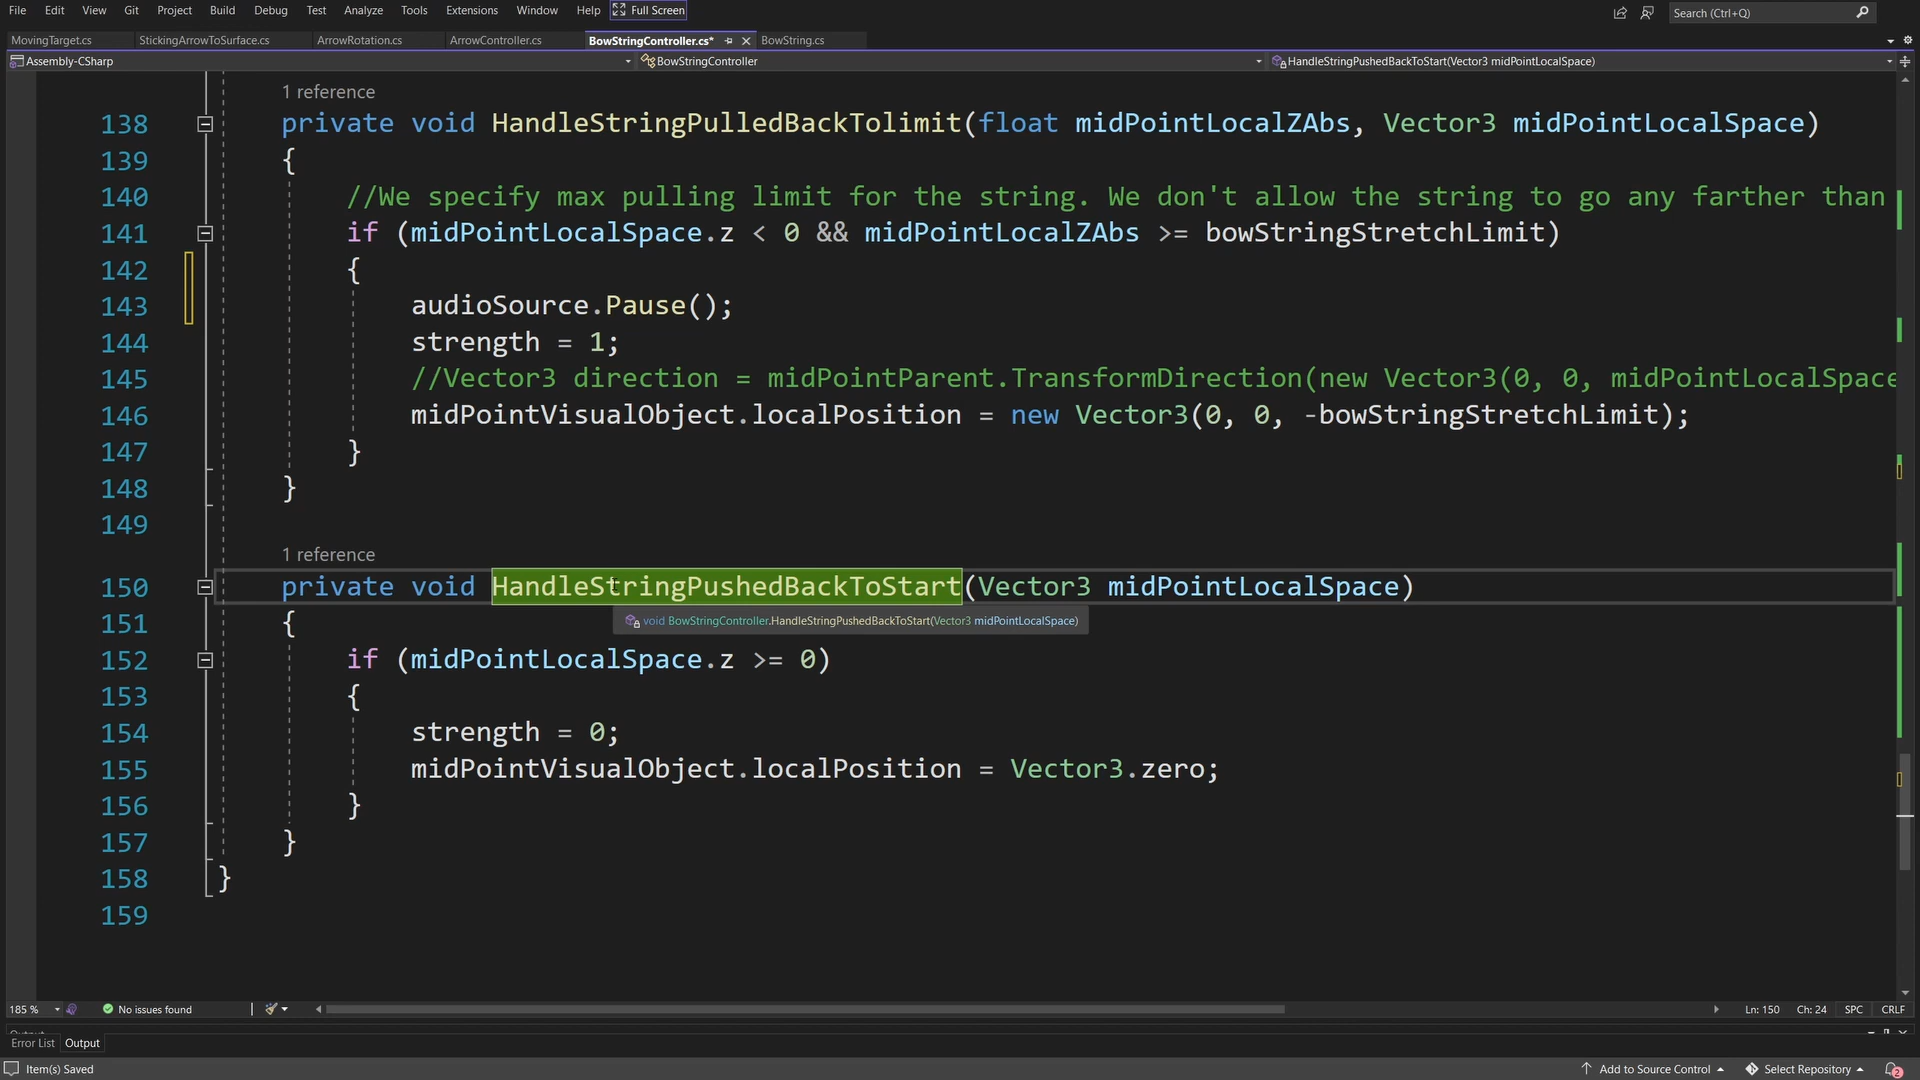 File Edit View Git Project Build Debug Test Analyze Tools Extensions Window Help Full Screen Search (Ctrl+Q)
MovingTarget.cs StickingArrowToSurface.cs ArrowRotation.cs ArrowController.cs BowStringController.cs* BowString.cs
Assembly-CSharp BowStringController HandleStringPushedBackToStart(Vector3 midPointLocalSpace)
1 reference
138 private void HandleStringPulledBackTolimit(float midPointLocalZAbs, Vector3 midPointLocalSpace)
139 {
140 //We specify max pulling limit for the string. We don't allow the string to go any farther than
141 if (midPointLocalSpace.z < 0 && midPointLocalZAbs >= bowStringStretchLimit)
142 {
143 audioSource.Pause();
144 strength = 1;
145 //Vector3 direction = midPointParent.TransformDirection(new Vector3(0, 0, midPointLocalSpace
146 midPointVisualObject.localPosition = new Vector3(0, 0, -bowStringStretchLimit);
147 }
148 }
149
1 reference
150 private void HandleStringPushedBackToStart(Vector3 midPointLocalSpace)
151 {
void BowStringController.HandleStringPushedBackToStart(Vector3 midPointLocalSpace)
152 if (midPointLocalSpace.z >= 0)
153 {
154 strength = 0;
155 midPointVisualObject.localPosition = Vector3.zero;
156 }
157 }
158 }
159
185 % No issues found Ln: 150 Ch: 24 SPC CRLF
Output
Error List Output
Item(s) Saved Add to Source Control Select Repository 2